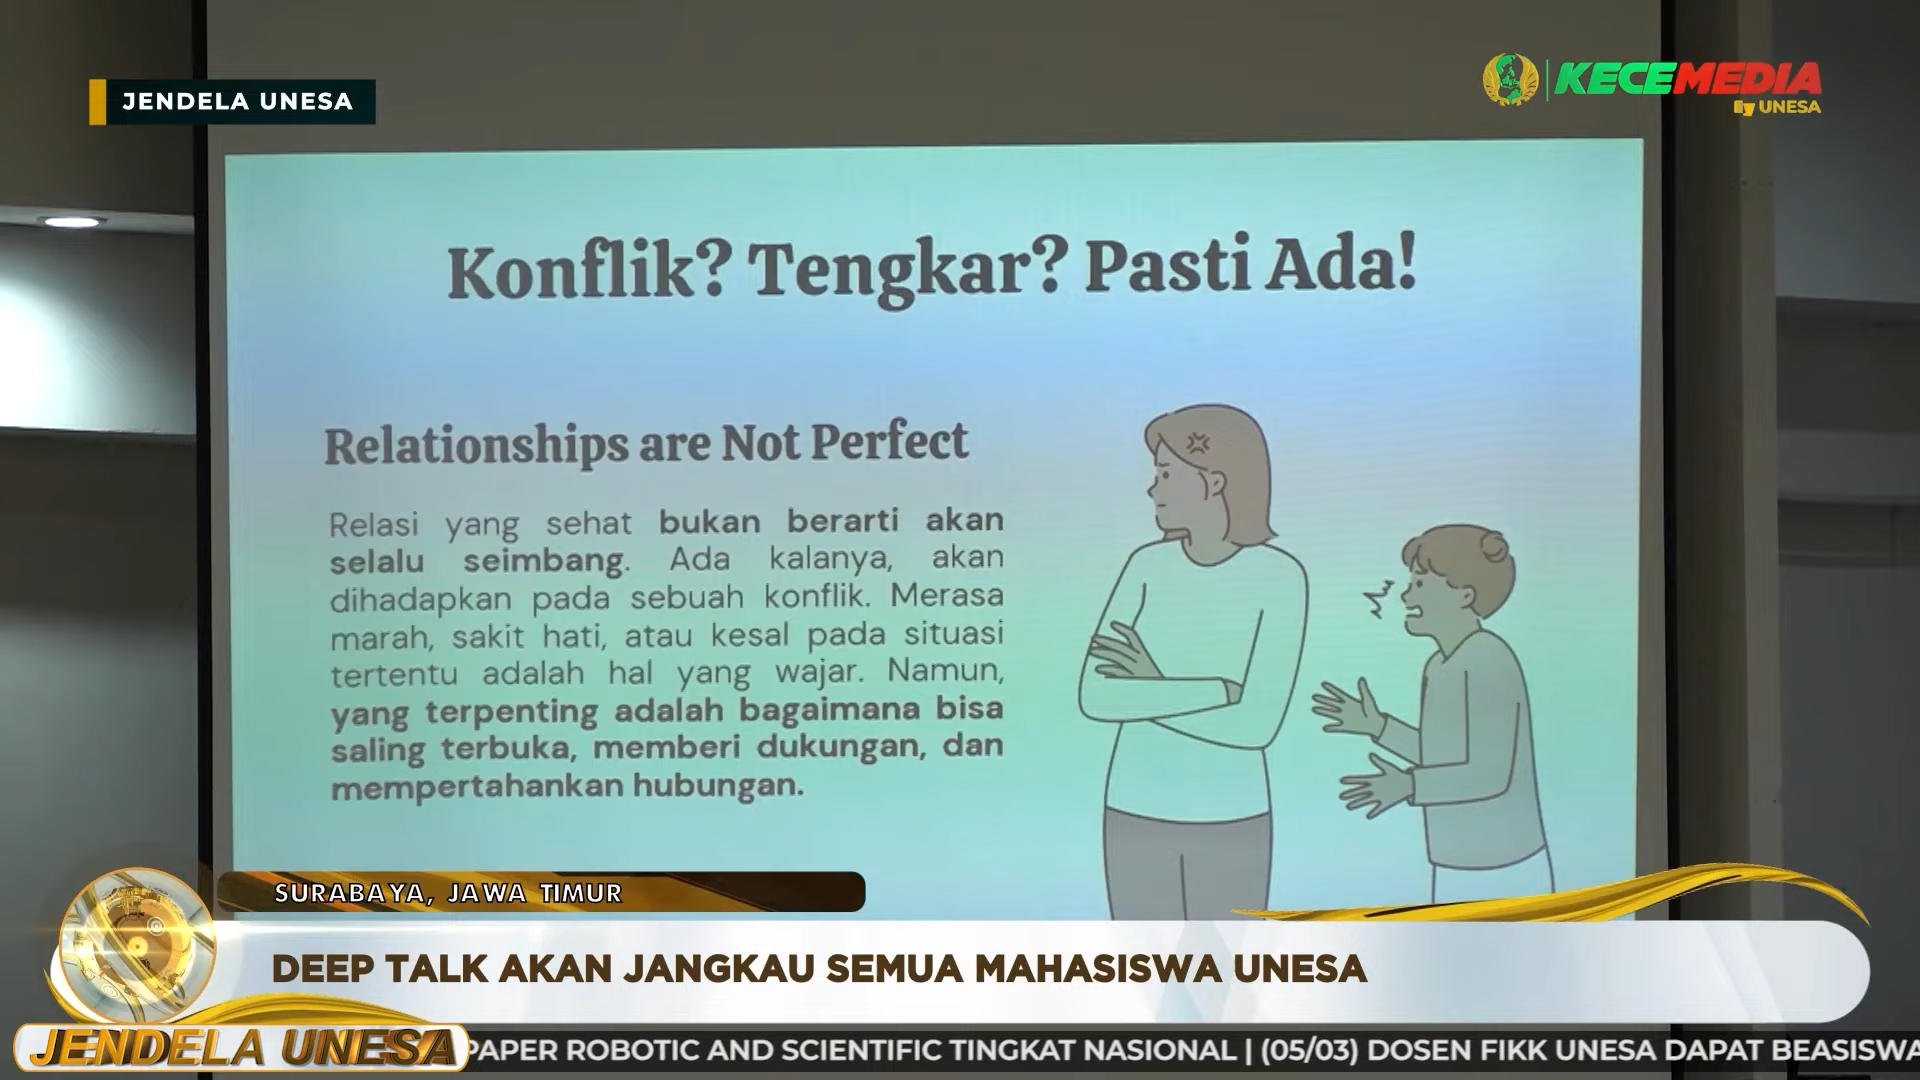 JENDELA UNESA
KECEMEDIA
By UNESA
Konflik? Tengkar? Pasti Ada!
Relationships are Not Perfect
Relasi yang sehat bukan berarti akan
selalu seimbang. Ada kalanya, akan
dihadapkan pada sebuah konflik. Merasa
marah, sakit hati, atau kesal pada situasi
tertentu adalah hal yang wajar. Namun,
yang terpenting adalah bagaimana bisa
saling terbuka, memberi dukungan, dan
mempertahankan hubungan.
SURABAYA, JAWA TIMUR
DEEP TALK AKAN JANGKAU SEMUA MAHASISWA UNESA
JENDELA UNESA
PAPER ROBOTIC AND SCIENTIFIC TINGKAT NASIONAL | (05/03) DOSEN FIKK UNESA DAPAT BEASISWA